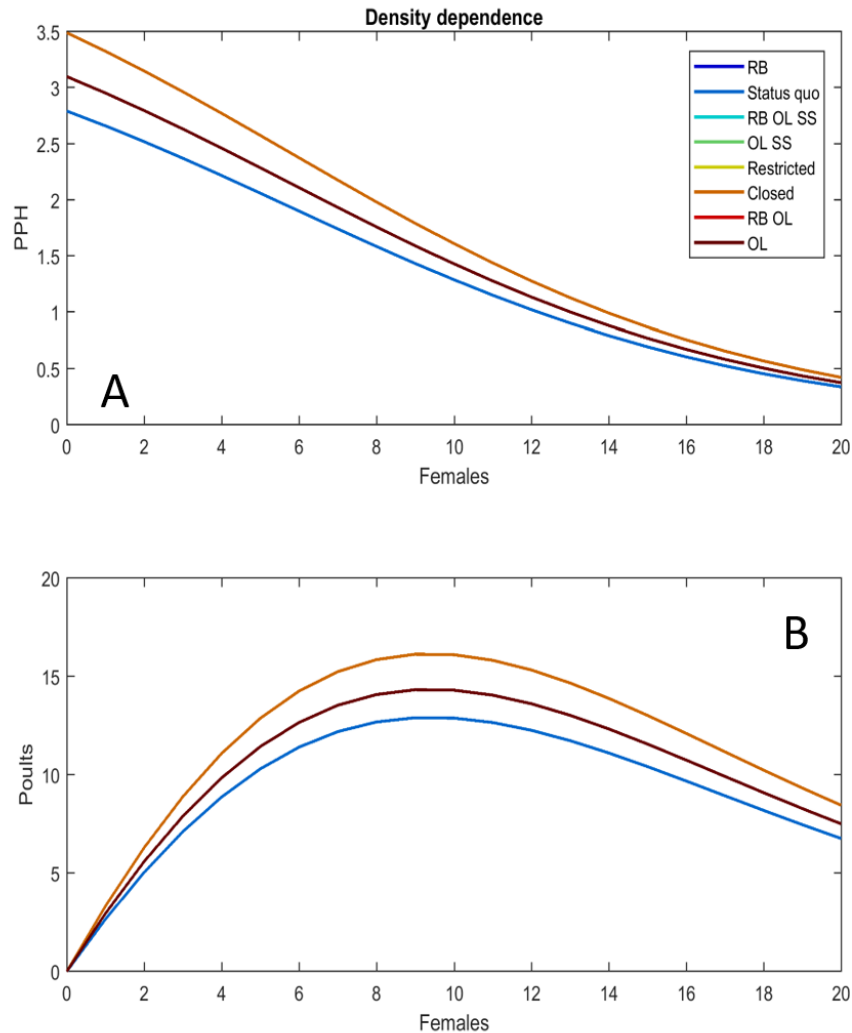 Density dependence
3.5
3
2.5
2
1.5
1
0.5
0
PPH
RB
Status quo
RB OL SS
OL SS
Restricted
Closed
RB OL
OL
A
0 2 4 6 8 10 12 14 16 18 20
Females
20
15
10
5
0
Poults
B
0 2 4 6 8 10 12 14 16 18 20
Females